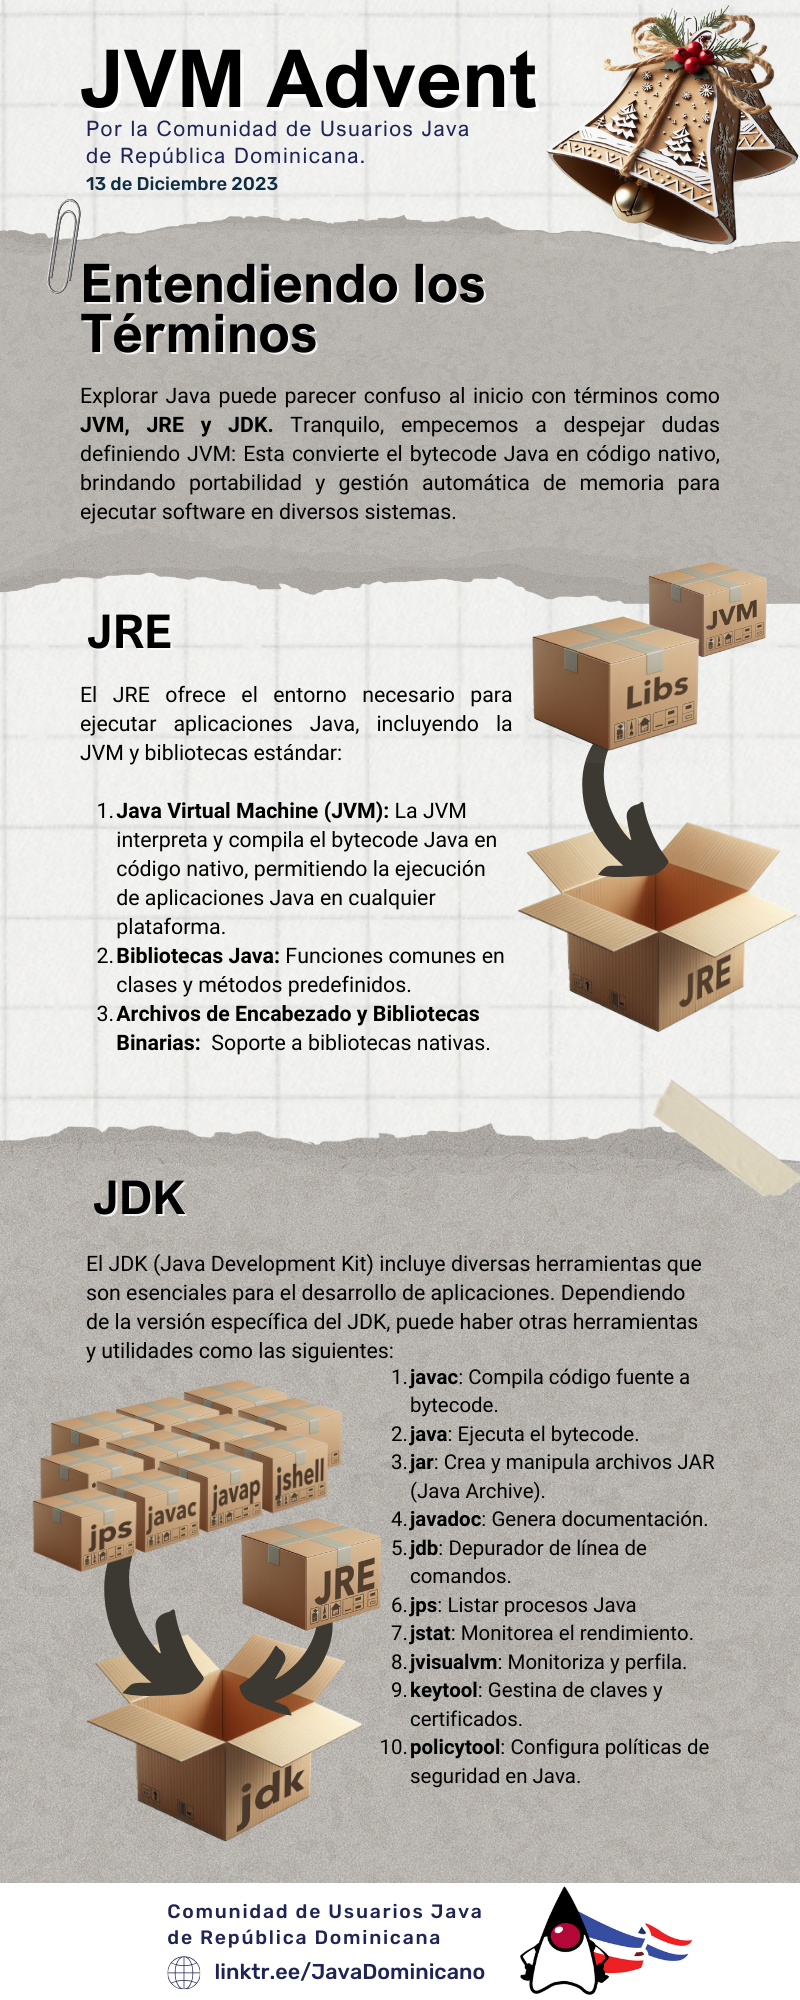 JVM Advent
Por la Comunidad de Usuarios Java
de República Dominicana.
13 de Diciembre 2023
Entendiendo los
Términos
Explorar Java puede parecer confuso al inicio con términos como
JVM, JRE y JDK. Tranquilo, empecemos a despejar dudas
definiendo JVM: Esta convierte el bytecode Java en código nativo,
brindando portabilidad y gestión automática de memoria para
ejecutar software en diversos sistemas.
JRE
El JRE ofrece el entorno necesario para
ejecutar aplicaciones Java, incluyendo la
JVM y bibliotecas estándar:
1. Java Virtual Machine (JVM): La JVM
interpreta y compila el bytecode Java en
código nativo, permitiendo la ejecución
de aplicaciones Java en cualquier
plataforma.
2. Bibliotecas Java: Funciones comunes en
clases y métodos predefinidos.
3. Archivos de Encabezado y Bibliotecas
Binarias: Soporte a bibliotecas nativas.
JVM
Libs
JRE
JDK
El JDK (Java Development Kit) incluye diversas herramientas que
son esenciales para el desarrollo de aplicaciones. Dependiendo
de la versión específica del JDK, puede haber otras herramientas
y utilidades como las siguientes:
1. javac: Compila código fuente a
bytecode.
2. java: Ejecuta el bytecode.
3. jar: Crea y manipula archivos JAR
(Java Archive).
4. javadoc: Genera documentación.
5. jdb: Depurador de línea de
comandos.
6. jps: Listar procesos Java
7. jstat: Monitorea el rendimiento.
8. jvisualvm: Monitoriza y perfila.
9. keytool: Gestina de claves y
certificados.
10. policytool: Configura políticas de
seguridad en Java.
jps
javac
javap
jshell
JRE
jdk
Comunidad de Usuarios Java
de República Dominicana
linktr.ee/JavaDominicano